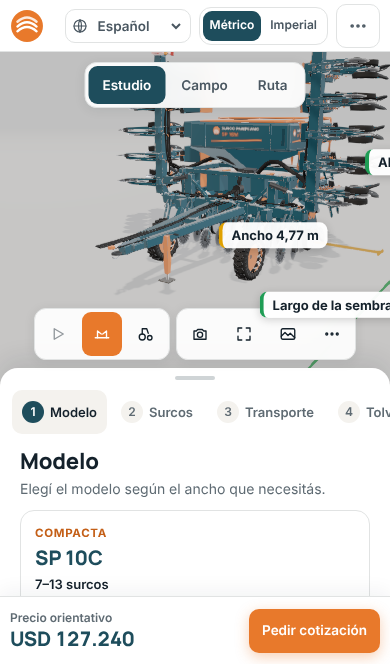 Español
Métrico
Imperial
Estudio
Campo
Ruta
Al
Ancho 4,77 m
Largo de la sembra
1 Modelo
2 Surcos
3 Transporte
4 Tolv
Modelo
Elegí el modelo según el ancho que necesitás.
COMPACTA
SP 10C
7–13 surcos
Precio orientativo
USD 127.240
Pedir cotización